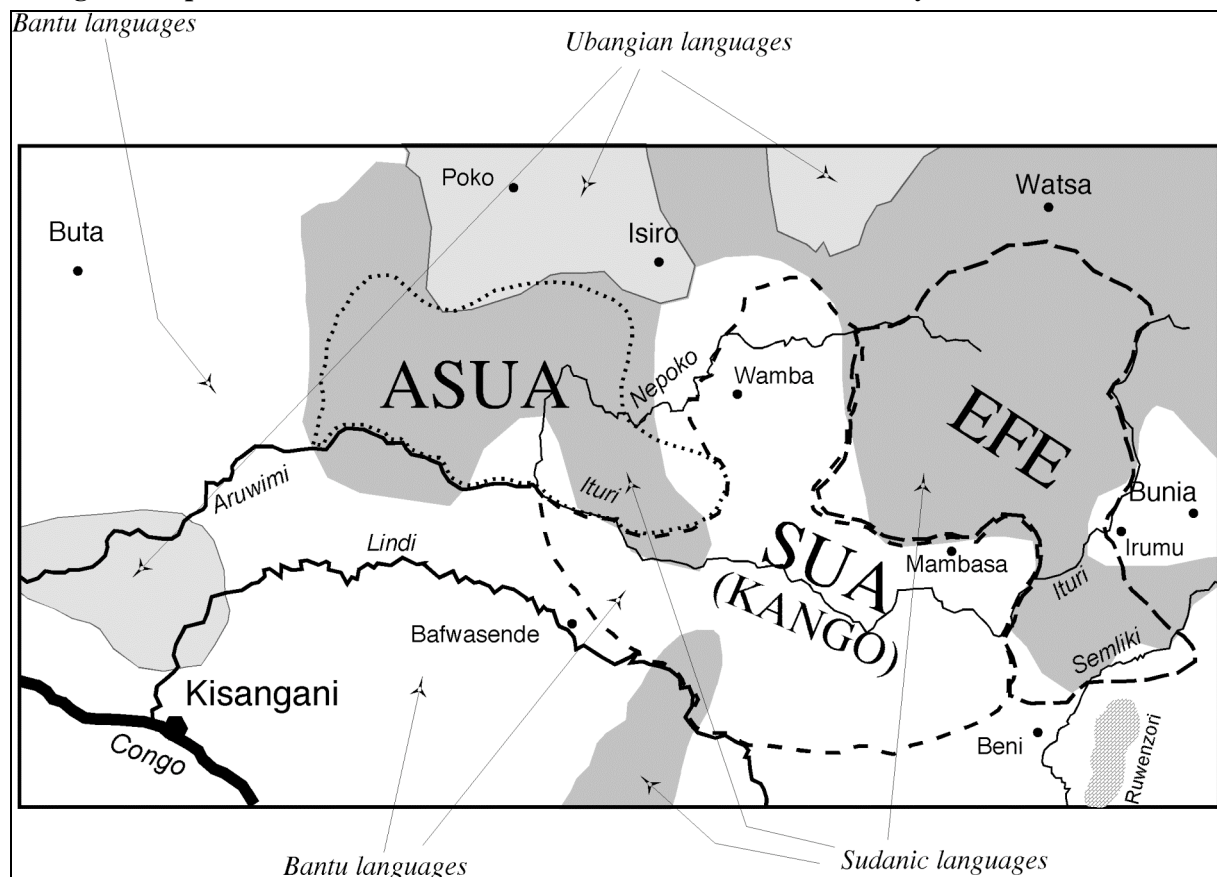 Bantu languages
Ubangian languages
Poko
Watsa
Buta
Isiro
ASUA
Nepoko
Wamba
EFE
Aruwimi
Ituri
Bunia
Irumu
Lindi
SUA
(KANGO)
Mambasa
Ituri
Bafwasende
Semliki
Kisangani
Congo
Beni
Ruwenzori
Bantu languages
Sudanic languages